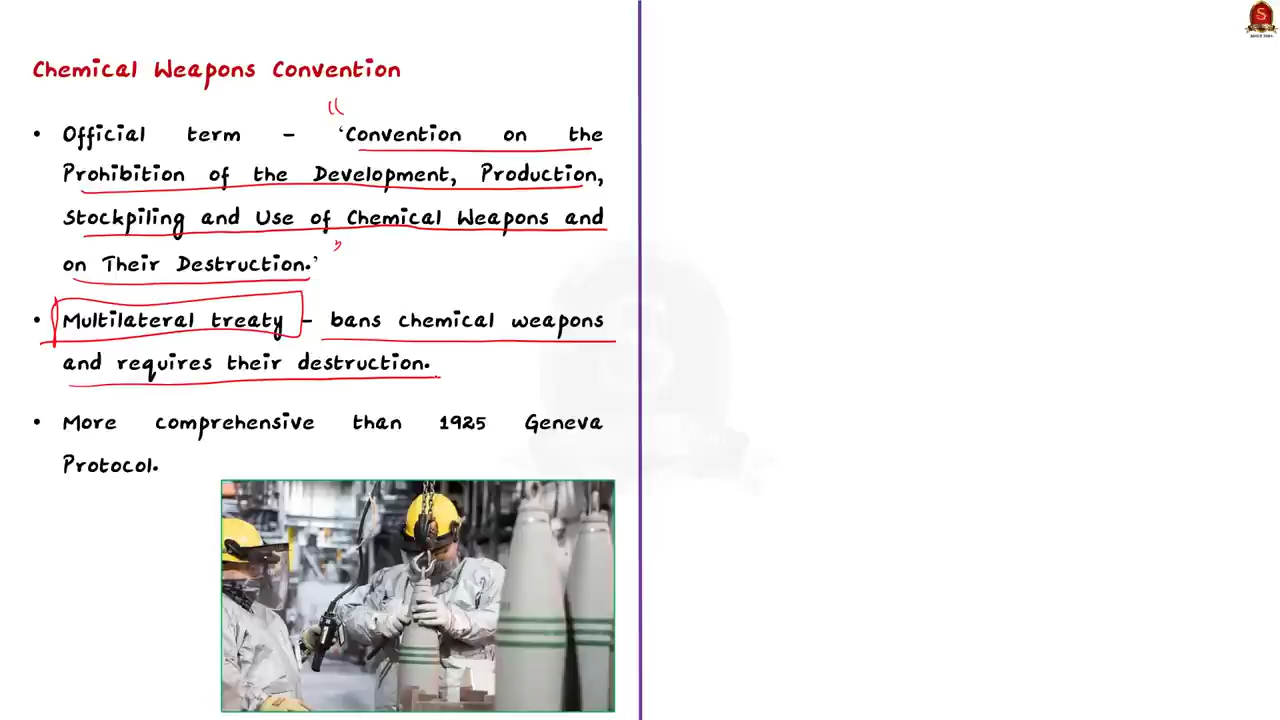 Chemical Weapons Convention
• Official term – ‘Convention on the
Prohibition of the Development, Production,
Stockpiling and Use of Chemical Weapons and
on Their Destruction.’
• Multilateral treaty – bans chemical weapons
and requires their destruction.
• More comprehensive than 1925 Geneva
Protocol.
S